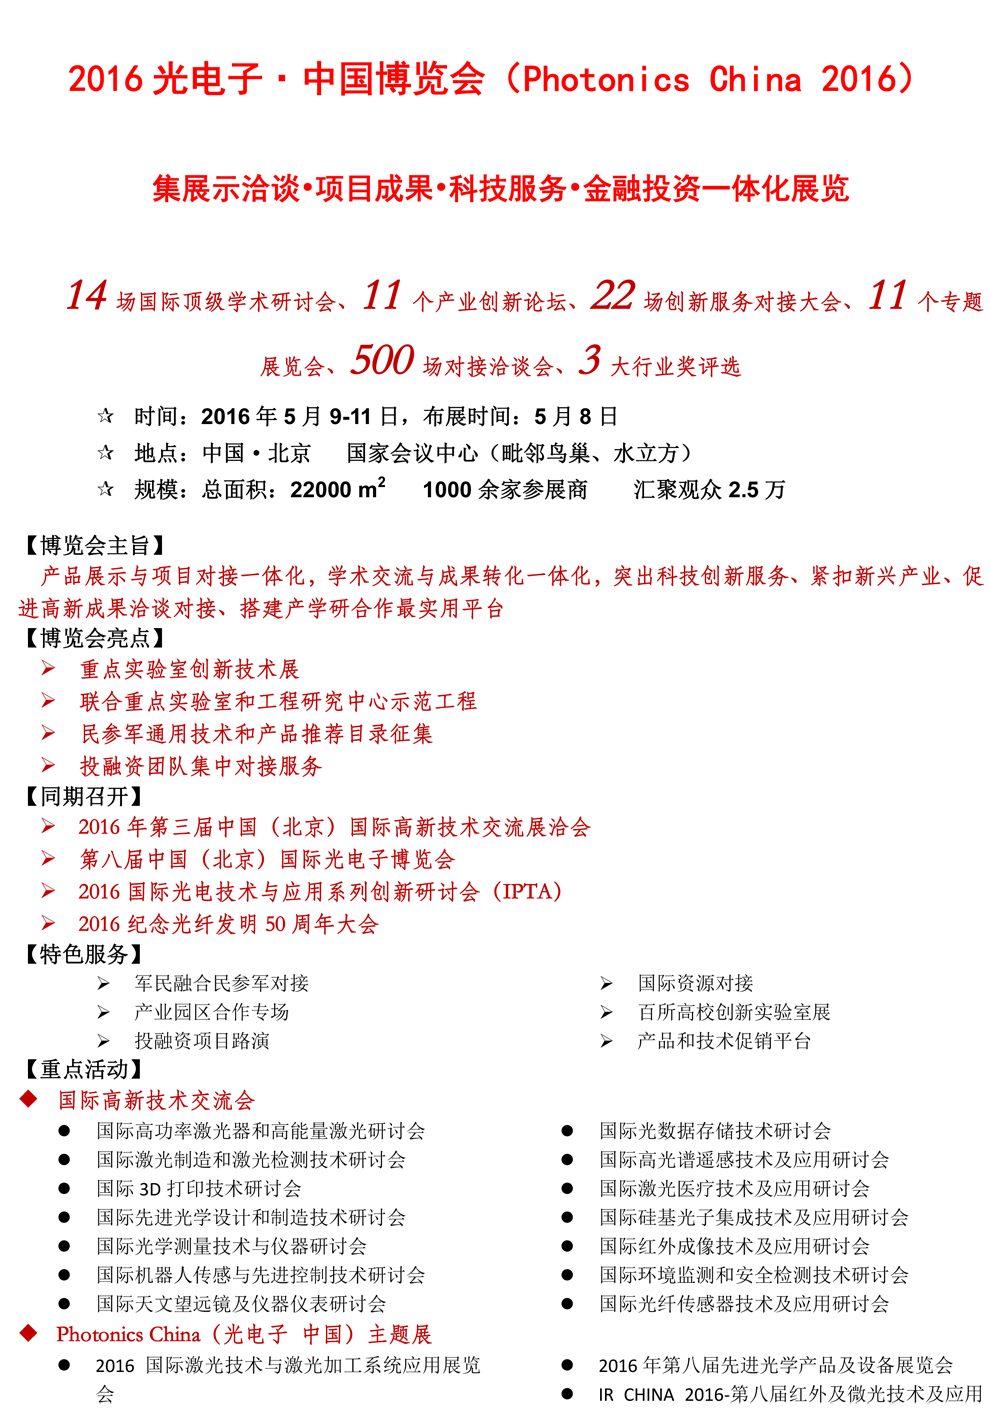 2016 光电子·中国博览会（Photonics China 2016）
集展示洽谈•项目成果•科技服务•金融投资一体化展览
14 场国际顶级学术研讨会、11 个产业创新论坛、22 场创新服务对接大会、11 个专题
展览会、500 场对接洽谈会、3 大行业奖评选
时间：2016 年 5 月 9-11 日，布展时间：5 月 8 日
地点：中国·北京 国家会议中心（毗邻鸟巢、水立方）
规模：总面积：22000 m² 1000 余家参展商 汇聚观众 2.5 万
【博览会主旨】
产品展示与项目对接一体化，学术交流与成果转化一体化，突出科技创新服务、紧扣新兴产业、促
进高新成果洽谈对接、搭建产学研合作最实用平台
【博览会亮点】
重点实验室创新技术展
联合重点实验室和工程研究中心示范工程
民参军通用技术和产品推荐目录征集
投融资团队集中对接服务
【同期召开】
2016 年第三届中国（北京）国际高新技术交流展洽会
第八届中国（北京）国际光电子博览会
2016 国际光电技术与应用系列创新研讨会（IPTA）
2016 纪念光纤发明 50 周年大会
【特色服务】
军民融合民参军对接
产业园区合作专场
投融资项目路演
国际资源对接
百所高校创新实验室展
产品和技术促销平台
【重点活动】
国际高新技术交流会
国际高功率激光器和高能量激光研讨会
国际激光制造和激光检测技术研讨会
国际 3D 打印技术研讨会
国际先进光学设计和制造技术研讨会
国际光学测量技术与仪器研讨会
国际机器人传感与先进控制技术研讨会
国际天文望远镜及仪器仪表研讨会
国际光数据存储技术研讨会
国际高光谱遥感技术及应用研讨会
国际激光医疗技术及应用研讨会
国际硅基光子集成技术及应用研讨会
国际红外成像技术及应用研讨会
国际环境监测和安全检测技术研讨会
国际光纤传感器技术及应用研讨会
Photonics China（光电子 中国）主题展
2016 国际激光技术与激光加工系统应用展览
会
2016 年第八届先进光学产品及设备展览会
IR CHINA 2016-第八届红外及微光技术及应用